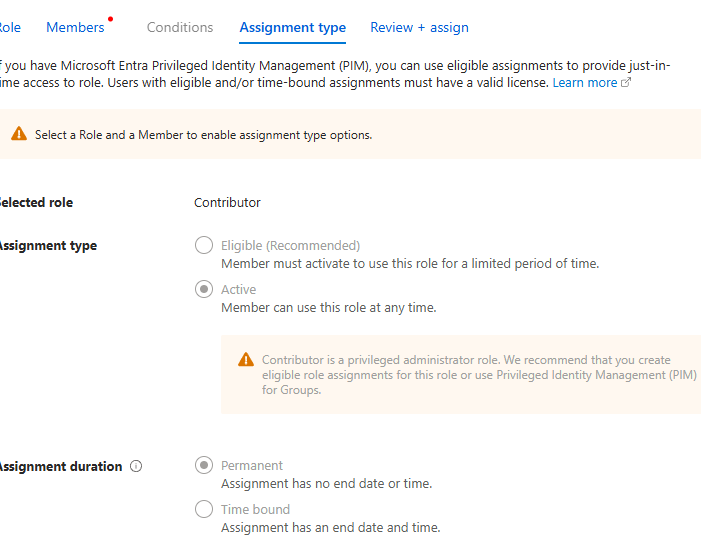 Role Members Conditions Assignment type Review + assign
If you have Microsoft Entra Privileged Identity Management (PIM), you can use eligible assignments to provide just-in-
time access to role. Users with eligible and/or time-bound assignments must have a valid license. Learn more
Select a Role and a Member to enable assignment type options.
Selected role Contributor
Assignment type Eligible (Recommended)
Member must activate to use this role for a limited period of time.
Active
Member can use this role at any time.
Contributor is a privileged administrator role. We recommend that you create
eligible role assignments for this role or use Privileged Identity Management (PIM)
for Groups.
Assignment duration Permanent
Assignment has no end date or time.
Time bound
Assignment has an end date and time.